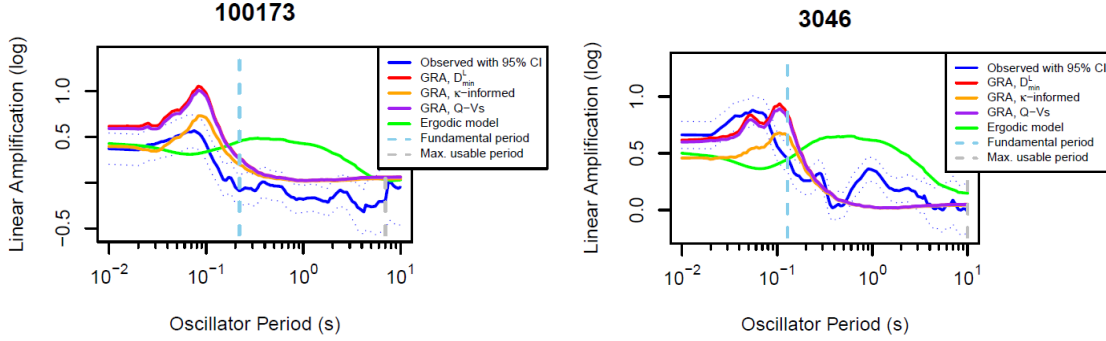 100173
Linear Amplification (log)
1.0
0.5
−0.5
Observed with 95% CI
GRA, D^L_min
GRA, κ−informed
GRA, Q−Vs
Ergodic model
Fundamental period
Max. usable period
10^−2
10^−1
10^0
10^1
Oscillator Period (s)
3046
Linear Amplification (log)
1.0
0.5
0.0
Observed with 95% CI
GRA, D^L_min
GRA, κ−informed
GRA, Q−Vs
Ergodic model
Fundamental period
Max. usable period
10^−2
10^−1
10^0
10^1
Oscillator Period (s)